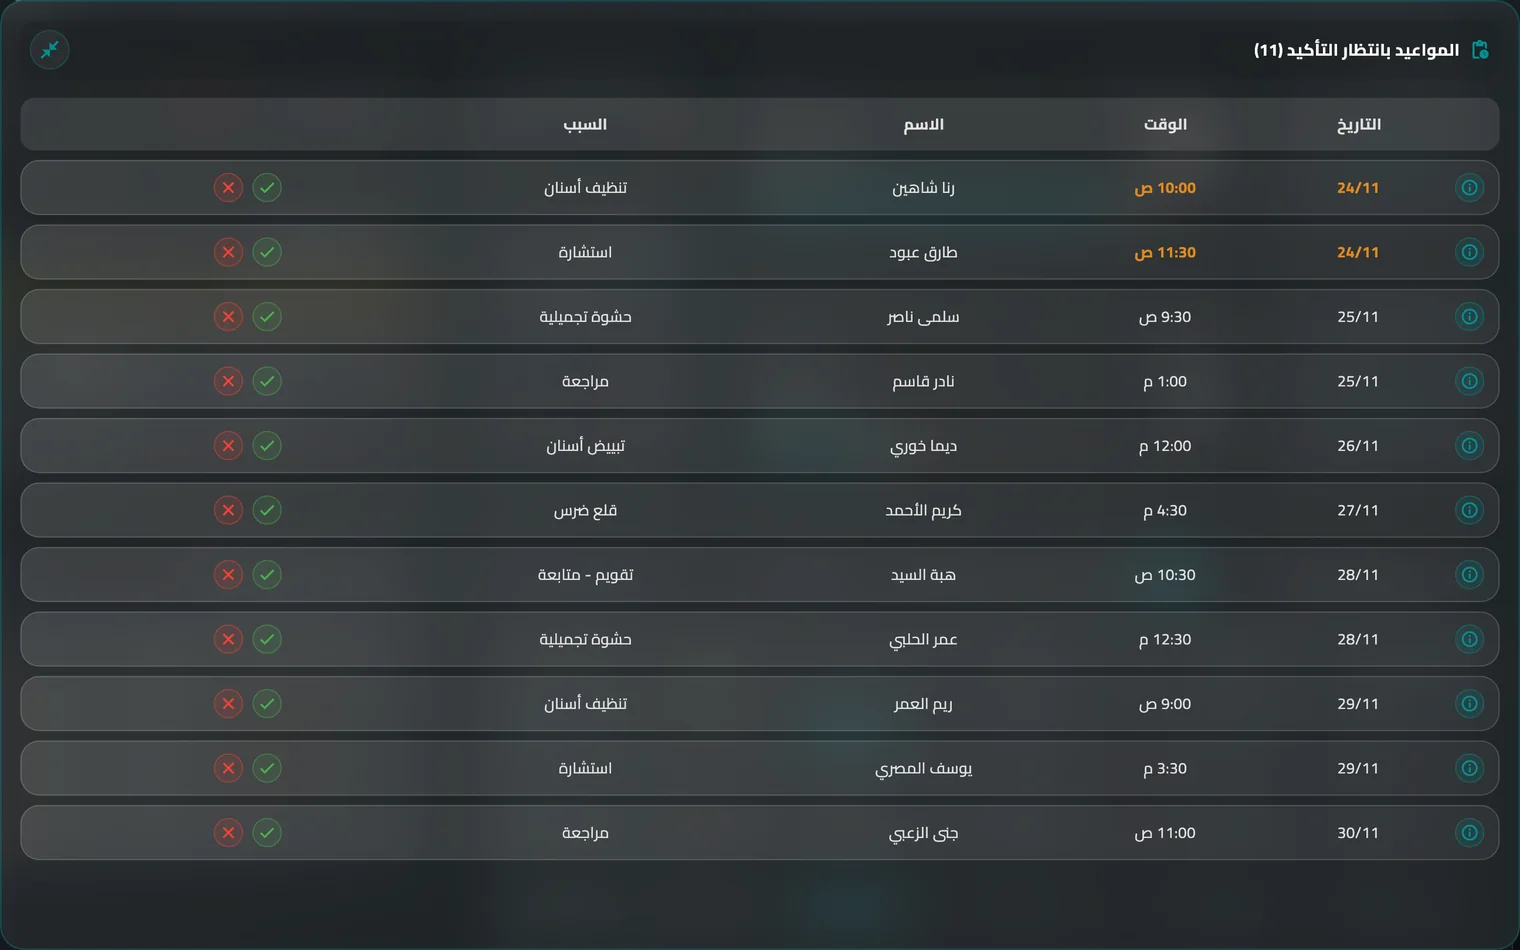 المواعيد بانتظار التأكيد (11)
التاريخ الوقت الاسم السبب
24/11 10:00 ص رنا شاهين تنظيف أسنان
24/11 11:30 ص طارق عبود استشارة
25/11 9:30 ص سلمى ناصر حشوة تجميلية
25/11 1:00 م نادر قاسم مراجعة
26/11 12:00 م ديما خوري تبييض أسنان
27/11 4:30 م كريم الأحمد قلع ضرس
28/11 10:30 ص هبة السيد تقويم - متابعة
28/11 12:30 م عمر الحلبي حشوة تجميلية
29/11 9:00 ص ريم العمر تنظيف أسنان
29/11 3:30 م يوسف المصري استشارة
30/11 11:00 ص جنى الزعبي مراجعة